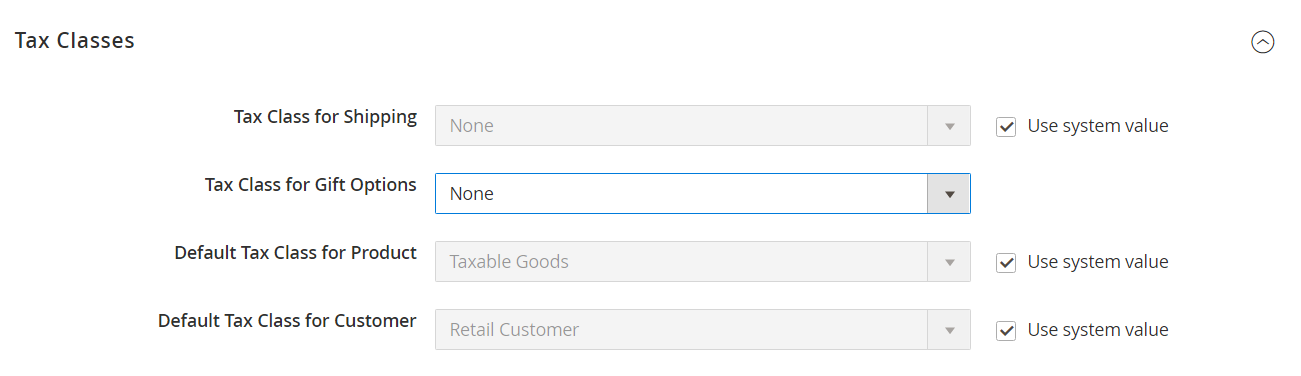 Tax Classes
Tax Class for Shipping None Use system value
Tax Class for Gift Options None
Default Tax Class for Product Taxable Goods Use system value
Default Tax Class for Customer Retail Customer Use system value